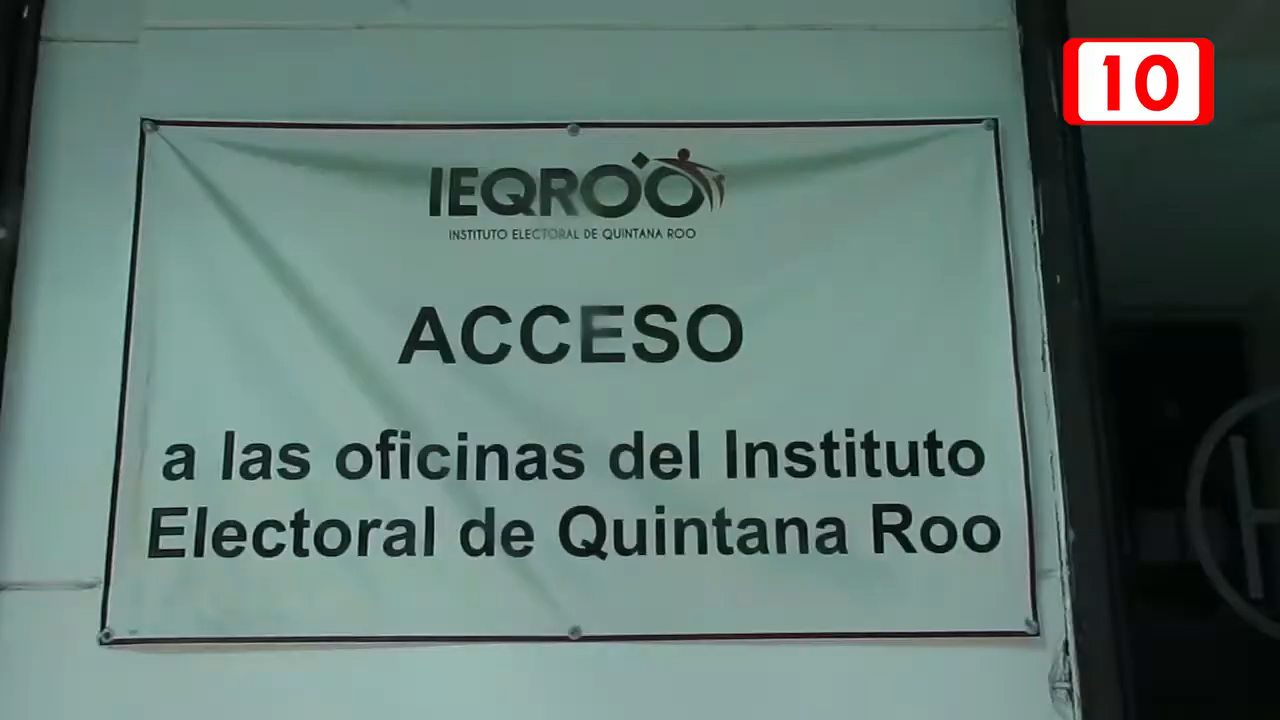 10
IEQROO
INSTITUTO ELECTORAL DE QUINTANA ROO
ACCESO
a las oficinas del Instituto
Electoral de Quintana Roo
H